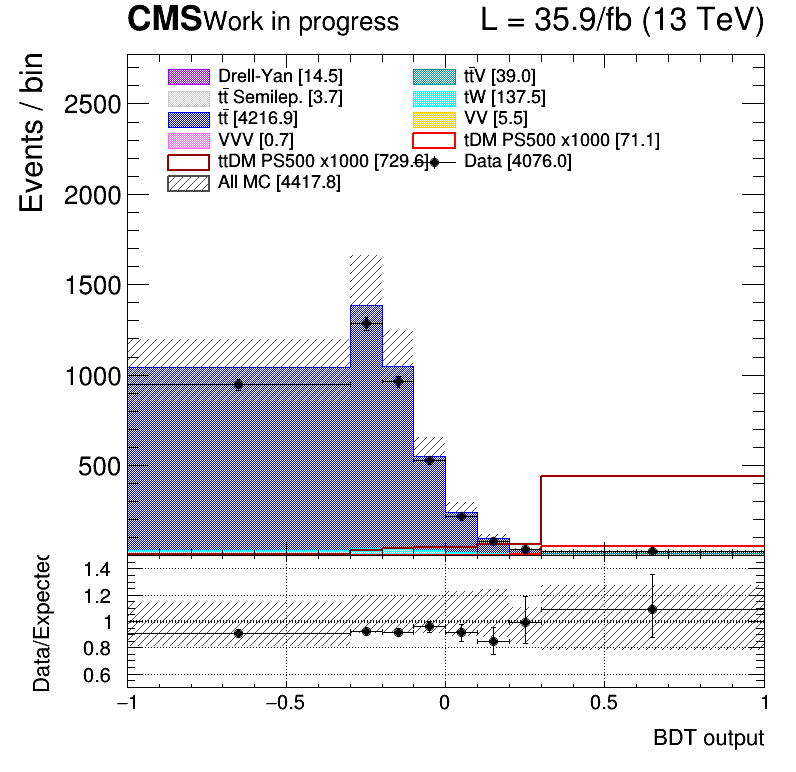 CMS Work in progress L = 35.9/fb (13 TeV)
Events / bin
2500
2000
1500
1000
500
Drell-Yan [14.5]
tt̄V [39.0]
tt̄ Semilep. [3.7]
tW [137.5]
tt̄ [4216.9]
VV [5.5]
VVV [0.7]
tDM PS500 x1000 [71.1]
ttDM PS500 x1000 [729.6]
Data [4076.0]
All MC [4417.8]
Data/Expected
1.4
1.2
1
0.8
0.6
−1 −0.5 0 0.5 1
BDT output